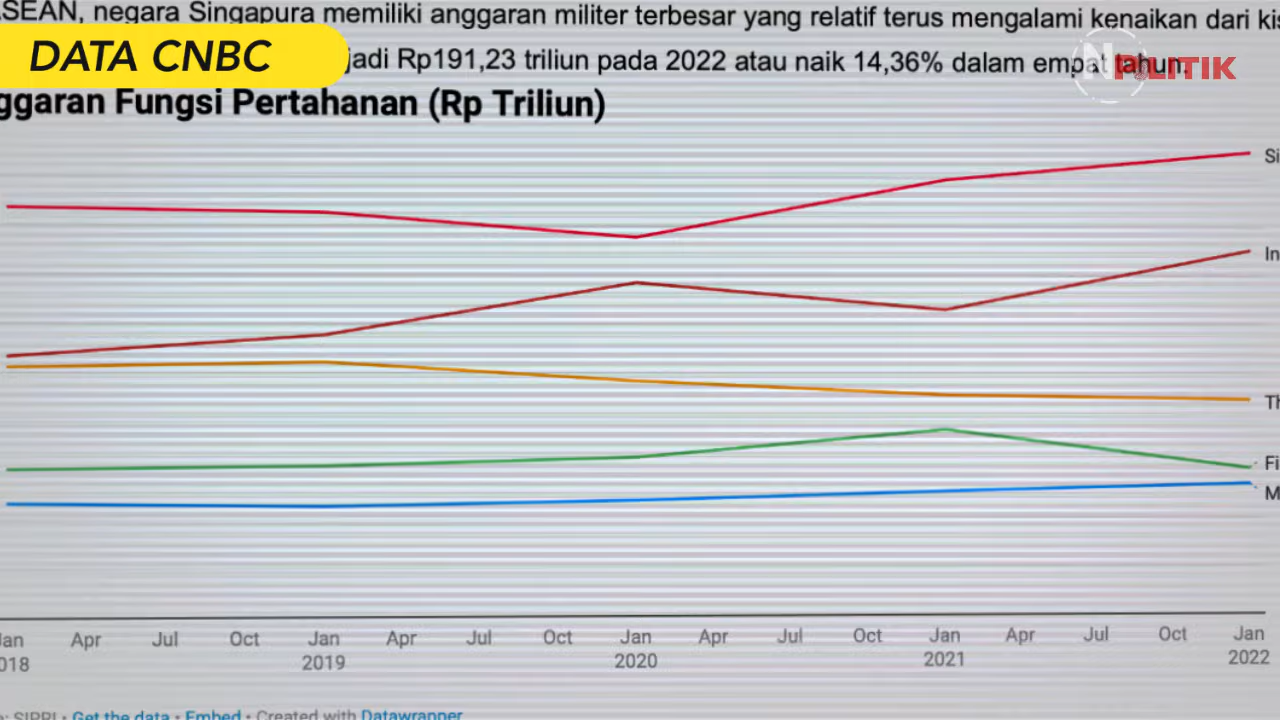 SEAN, negara Singapura memiliki anggaran militer terbesar yang relatif terus mengalami kenaikan dari kis
DATA CNBC
jadi Rp191,23 triliun pada 2022 atau naik 14,36% dalam empat tahun.
NPOLITIK
ggaran Fungsi Pertahanan (Rp Triliun)
Si
In
Th
Fi
M
Jan Apr Jul Oct Jan Apr Jul Oct Jan Apr Jul Oct Jan Apr Jul Oct Jan
018 2019 2020 2021 2022
: SIPRI • Get the data • Embed • Created with Datawrapper